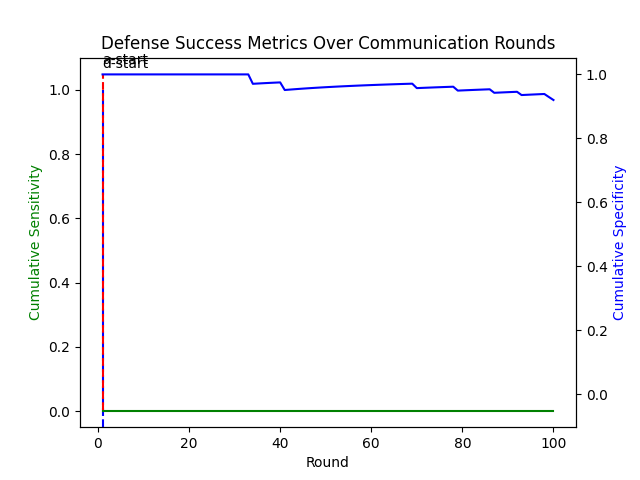 Defense Success Metrics Over Communication Rounds
a-start
d-start
1.0
0.8
0.6
0.4
0.2
0.0
Cumulative Sensitivity
1.0
0.8
0.6
0.4
0.2
0.0
Cumulative Specificity
0 20 40 60 80 100
Round